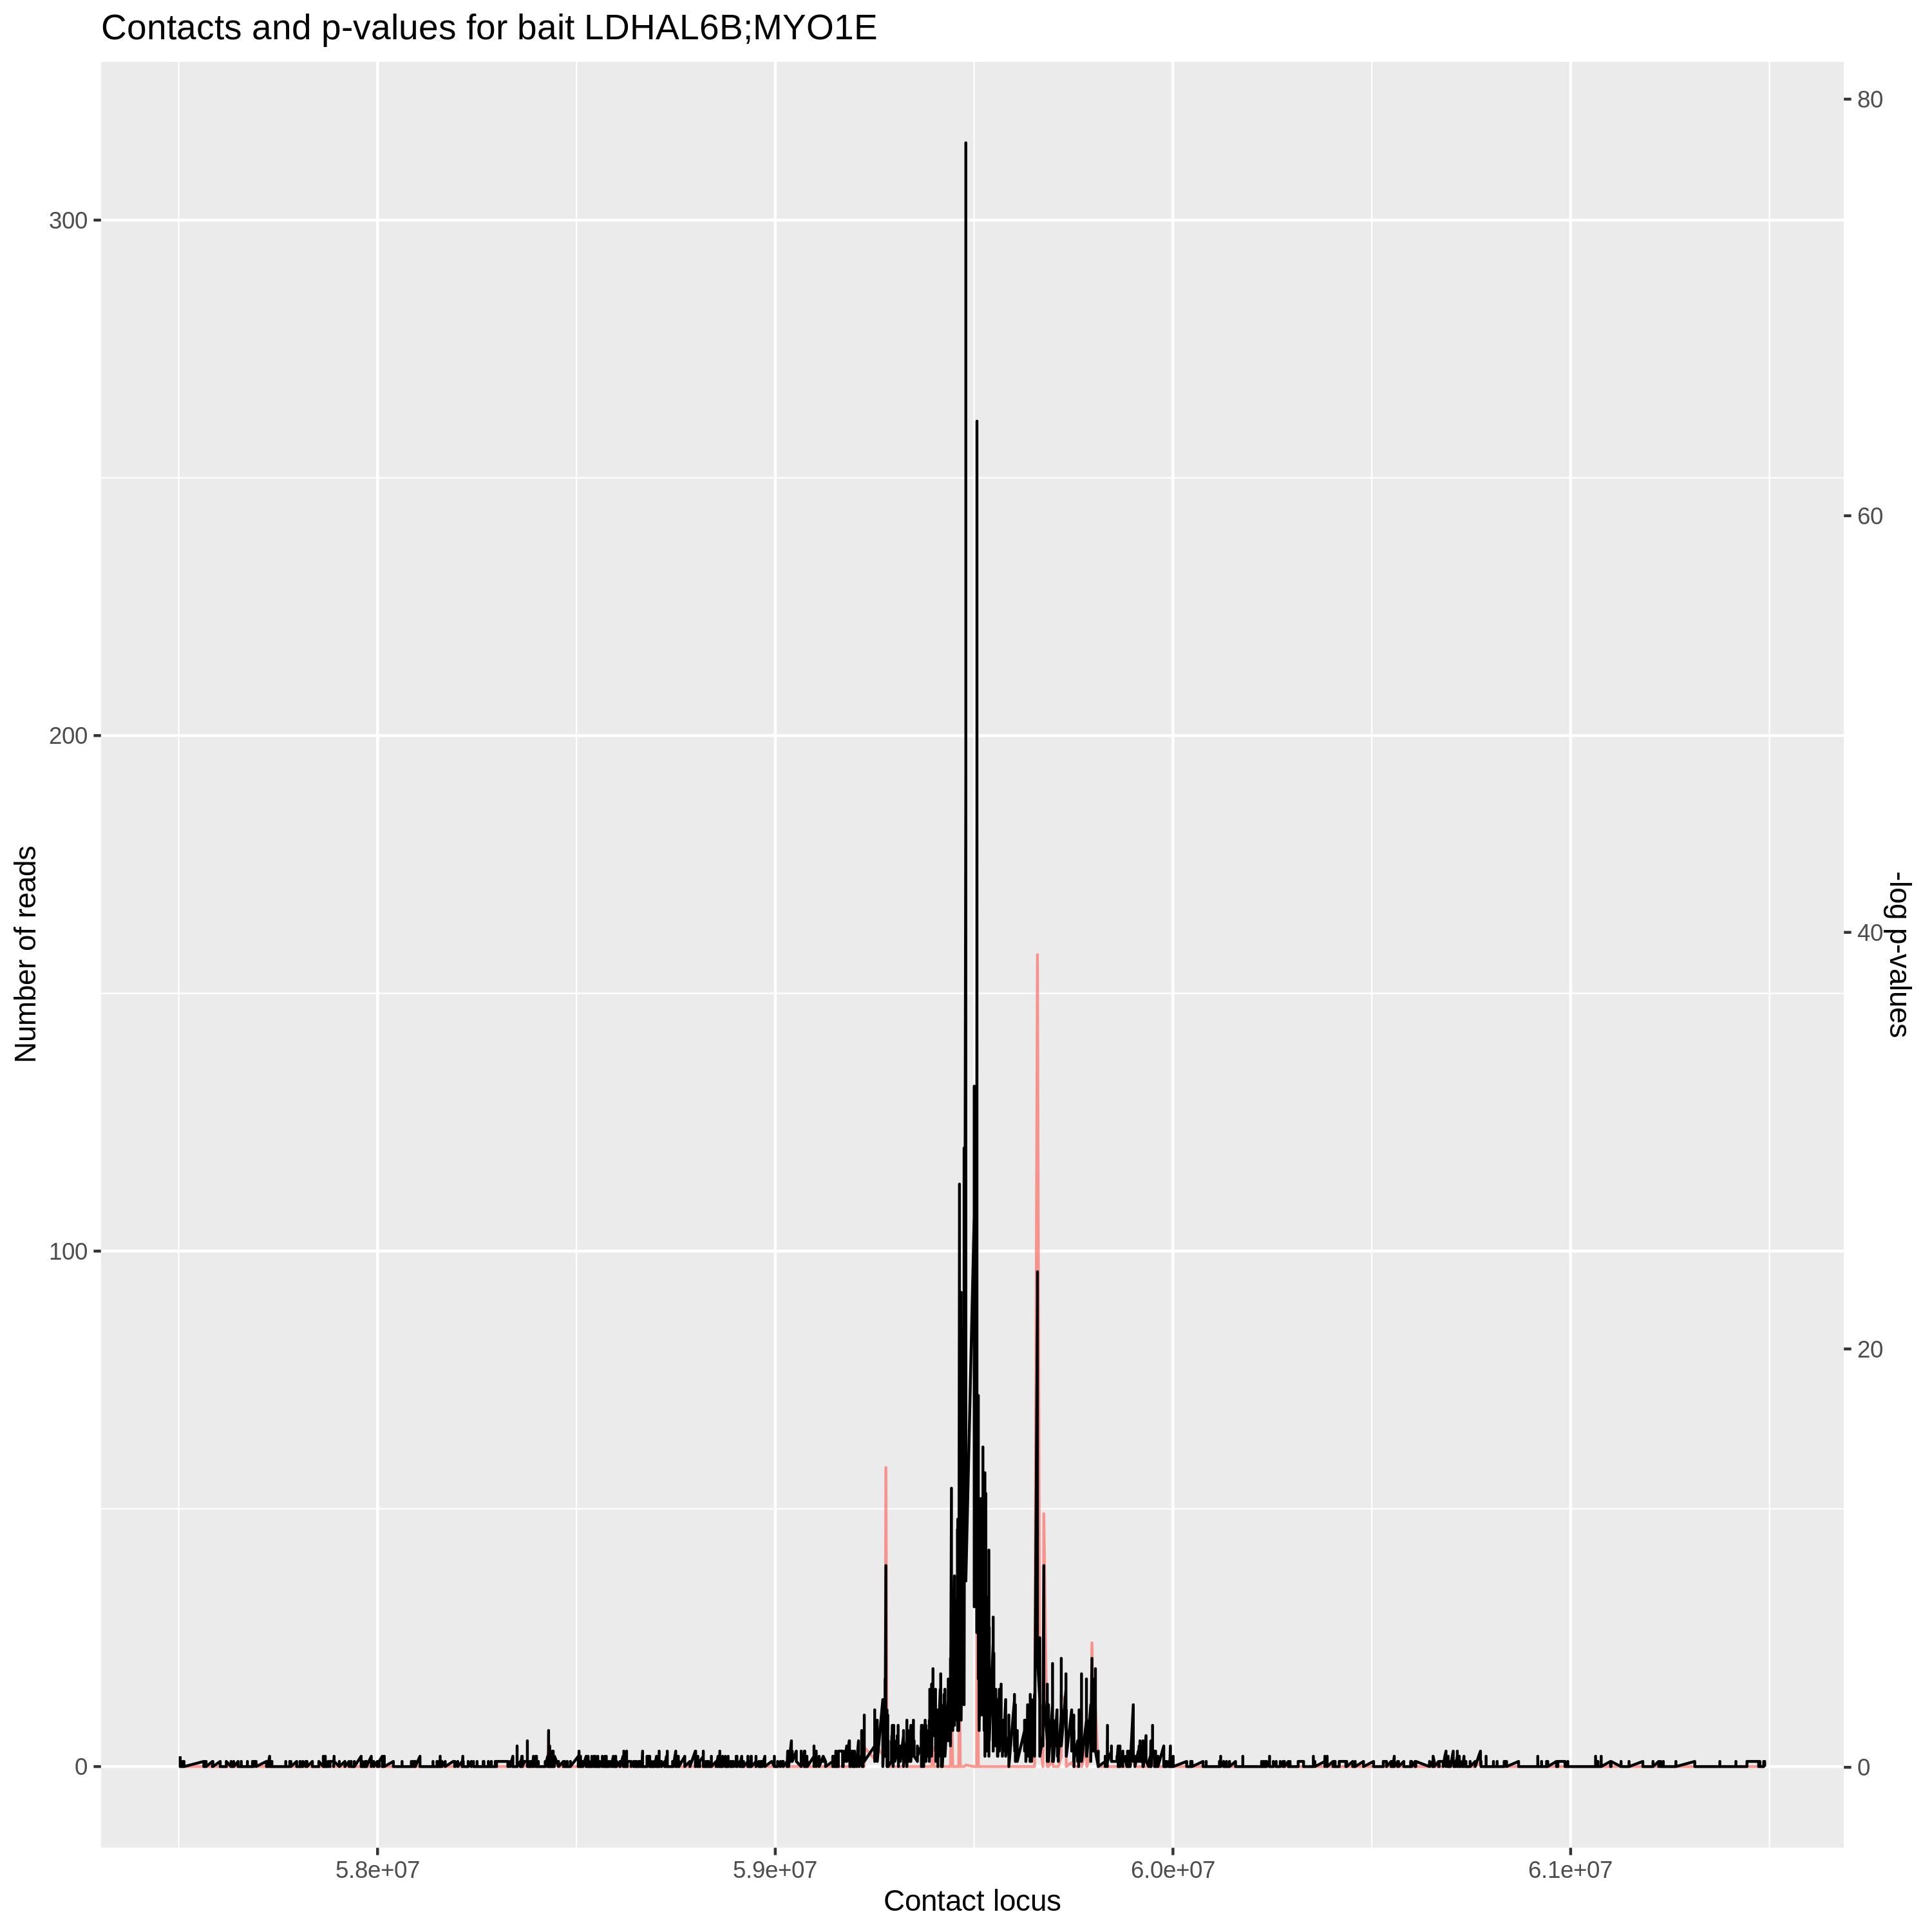 Contacts and p-values for bait LDHAL6B;MYO1E
Number of reads
300
200
100
0
80
60
40
20
0
-log p-values
5.8e+07
5.9e+07
6.0e+07
6.1e+07
Contact locus